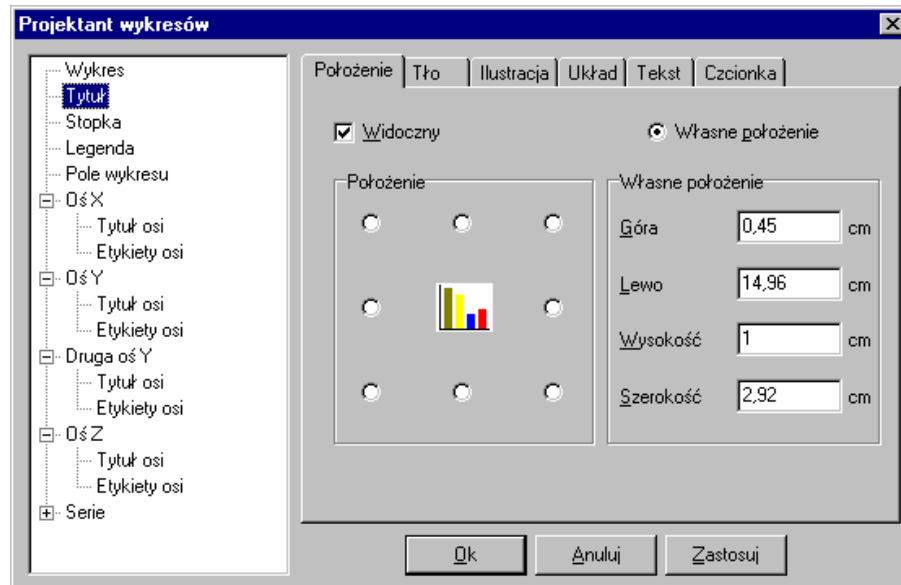 Projektant wykresów
Wykres
Tytuł
Stopka
Legenda
Pole wykresu
Oś X
Tytuł osi
Etykiety osi
Oś Y
Tytuł osi
Etykiety osi
Druga oś Y
Tytuł osi
Etykiety osi
Oś Z
Tytuł osi
Etykiety osi
Serie
Położenie Tło Ilustracja Układ Tekst Czcionka
Widoczny Własne położenie
Położenie
Własne położenie
Góra 0,45 cm
Lewo 14,96 cm
Wysokość 1 cm
Szerokość 2,92 cm
Ok Anuluj Zastosuj